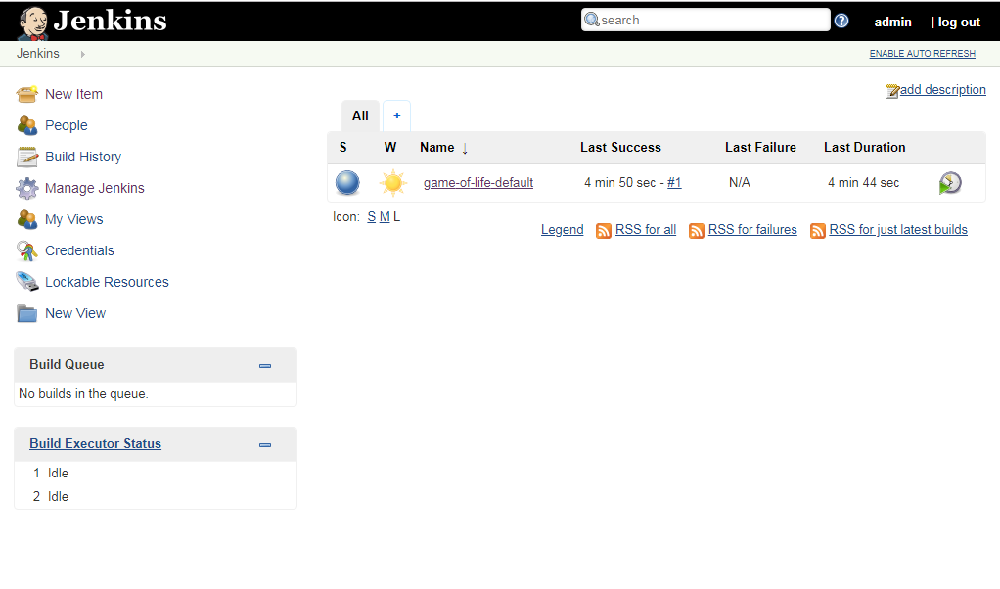 Jenkins
search
admin
| log out
Jenkins
ENABLE AUTO REFRESH
New Item
People
Build History
Manage Jenkins
My Views
Credentials
Lockable Resources
New View
Build Queue
No builds in the queue.
Build Executor Status
1 Idle
2 Idle
add description
All +
S W Name ↓ Last Success Last Failure Last Duration
game-of-life-default 4 min 50 sec - #1 N/A 4 min 44 sec
Icon: S M L
Legend RSS for all RSS for failures RSS for just latest builds